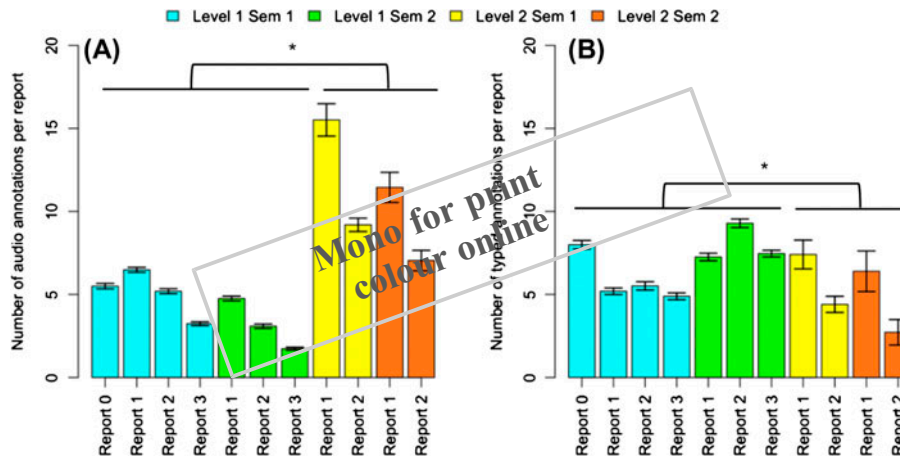 Level 1 Sem 1 Level 1 Sem 2 Level 2 Sem 1 Level 2 Sem 2
(A)
*
Number of audio annotations per report
20
15
10
5
0
Report 0
Report 1
Report 2
Report 3
Report 1
Report 2
Report 3
Report 1
Report 2
Report 1
Report 2
(B)
*
Number of typed annotations per report
20
15
10
5
0
Report 0
Report 1
Report 2
Report 3
Report 1
Report 2
Report 3
Report 1
Report 2
Report 1
Report 2
Mono for print
colour online